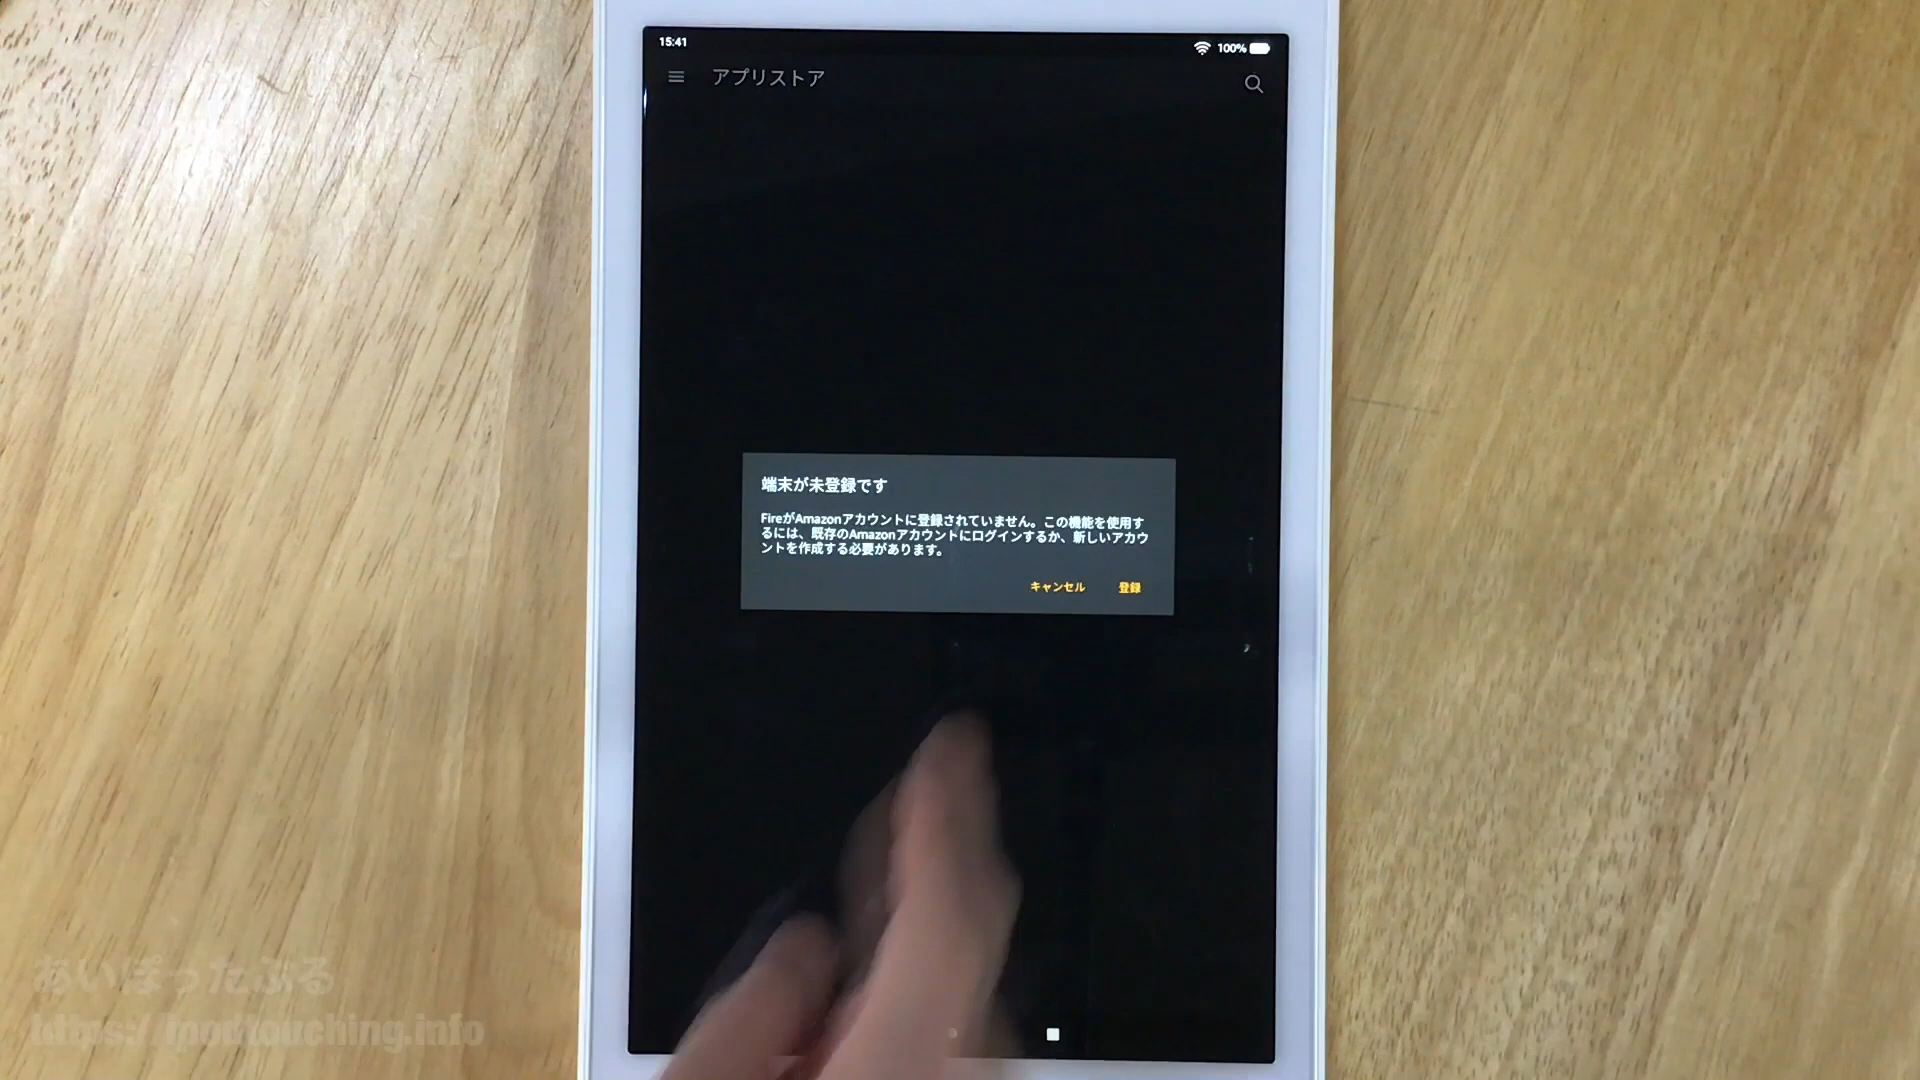 15:41
100%
アプリストア
端末が未登録です
FireがAmazonアカウントに登録されていません。この機能を使用す
るには、既存のAmazonアカウントにログインするか、新しいアカウ
ントを作成する必要があります。
キャンセル
登録
あいぽったぶる
https://ipodtouching.info